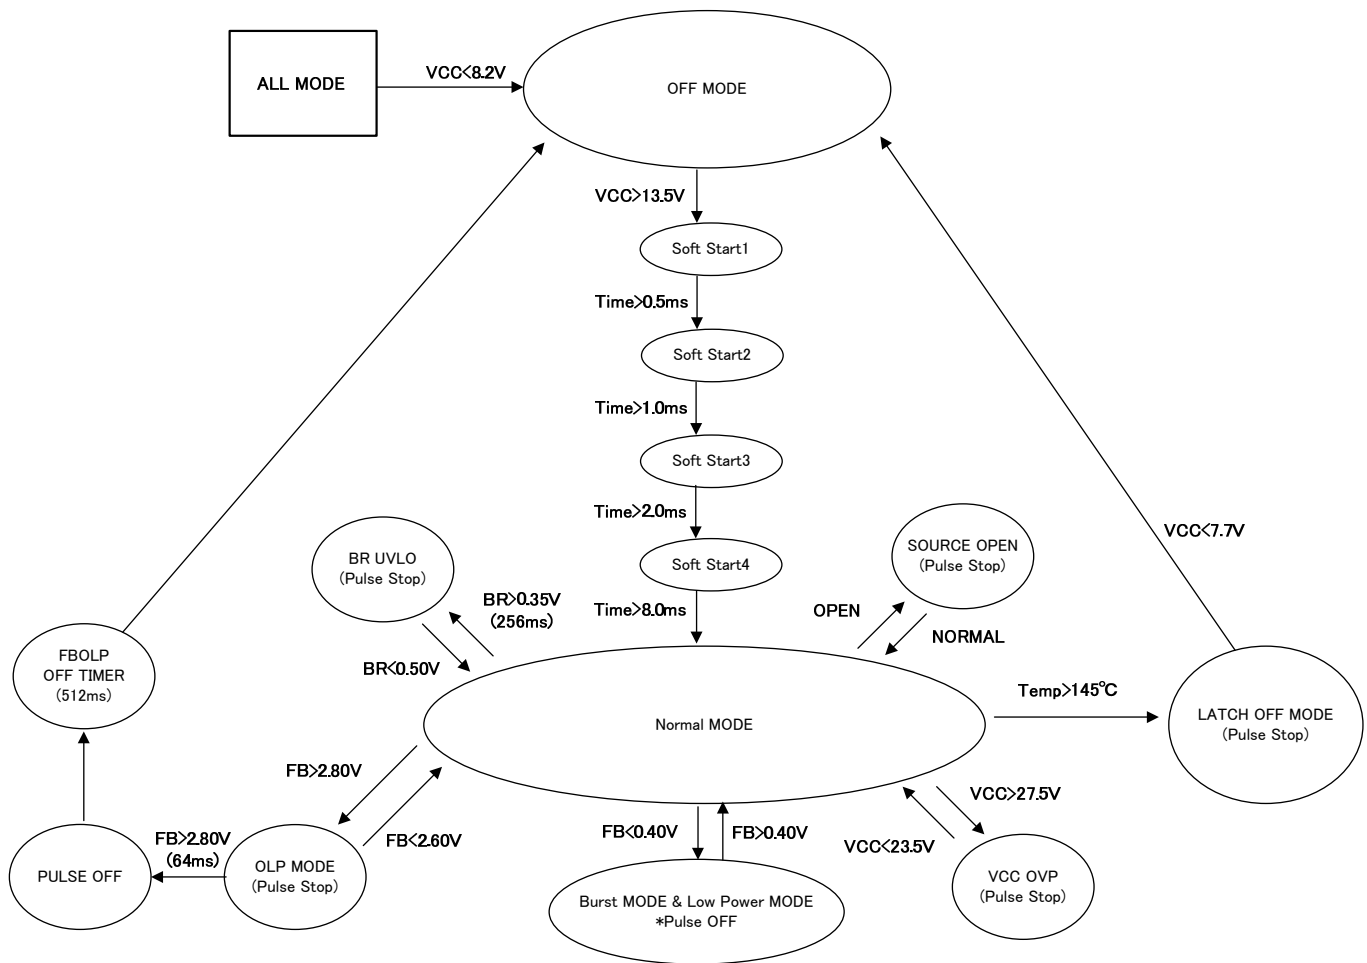 ALL MODE
VCC<8.2V
OFF MODE
VCC>13.5V
Soft Start1
Time>0.5ms
Soft Start2
Time>1.0ms
Soft Start3
Time>2.0ms
Soft Start4
Time>8.0ms
BR UVLO
(Pulse Stop)
BR>0.35V
(256ms)
BR<0.50V
SOURCE OPEN
(Pulse Stop)
OPEN
NORMAL
VCC<7.7V
FBOLP
OFF TIMER
(512ms)
Normal MODE
Temp>145℃
LATCH OFF MODE
(Pulse Stop)
FB>2.80V
FB<2.60V
FB>2.80V
(64ms)
PULSE OFF
OLP MODE
(Pulse Stop)
FB<0.40V
FB>0.40V
Burst MODE & Low Power MODE
*Pulse OFF
VCC>27.5V
VCC<23.5V
VCC OVP
(Pulse Stop)